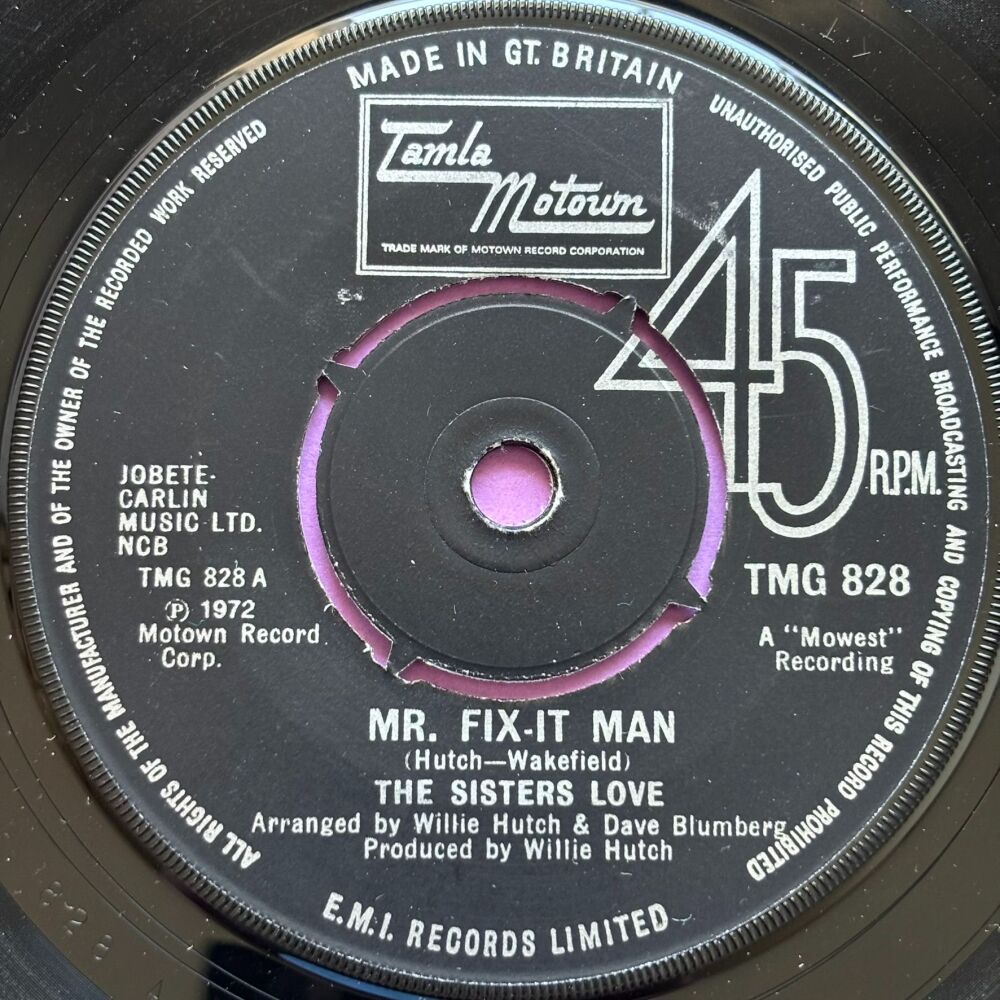 MADE IN GT. BRITAIN
Tamla
Motown
TRADE MARK OF MOTOWN RECORD CORPORATION
UNAUTHORISED PUBLIC PERFORMANCE BROADCASTING AND COPYING OF THIS RECORD PROHIBITED
ALL RIGHTS OF THE MANUFACTURER AND OF THE OWNER OF THE RECORDED WORK RESERVED
45
R.P.M.
JOBETE-
CARLIN
MUSIC LTD.
NCB
TMG 828 A
℗ 1972
Motown Record
Corp.
TMG 828
A "Mowest"
Recording
MR. FIX-IT MAN
(Hutch—Wakefield)
THE SISTERS LOVE
Arranged by Willie Hutch & Dave Blumberg
Produced by Willie Hutch
E.M.I. RECORDS LIMITED